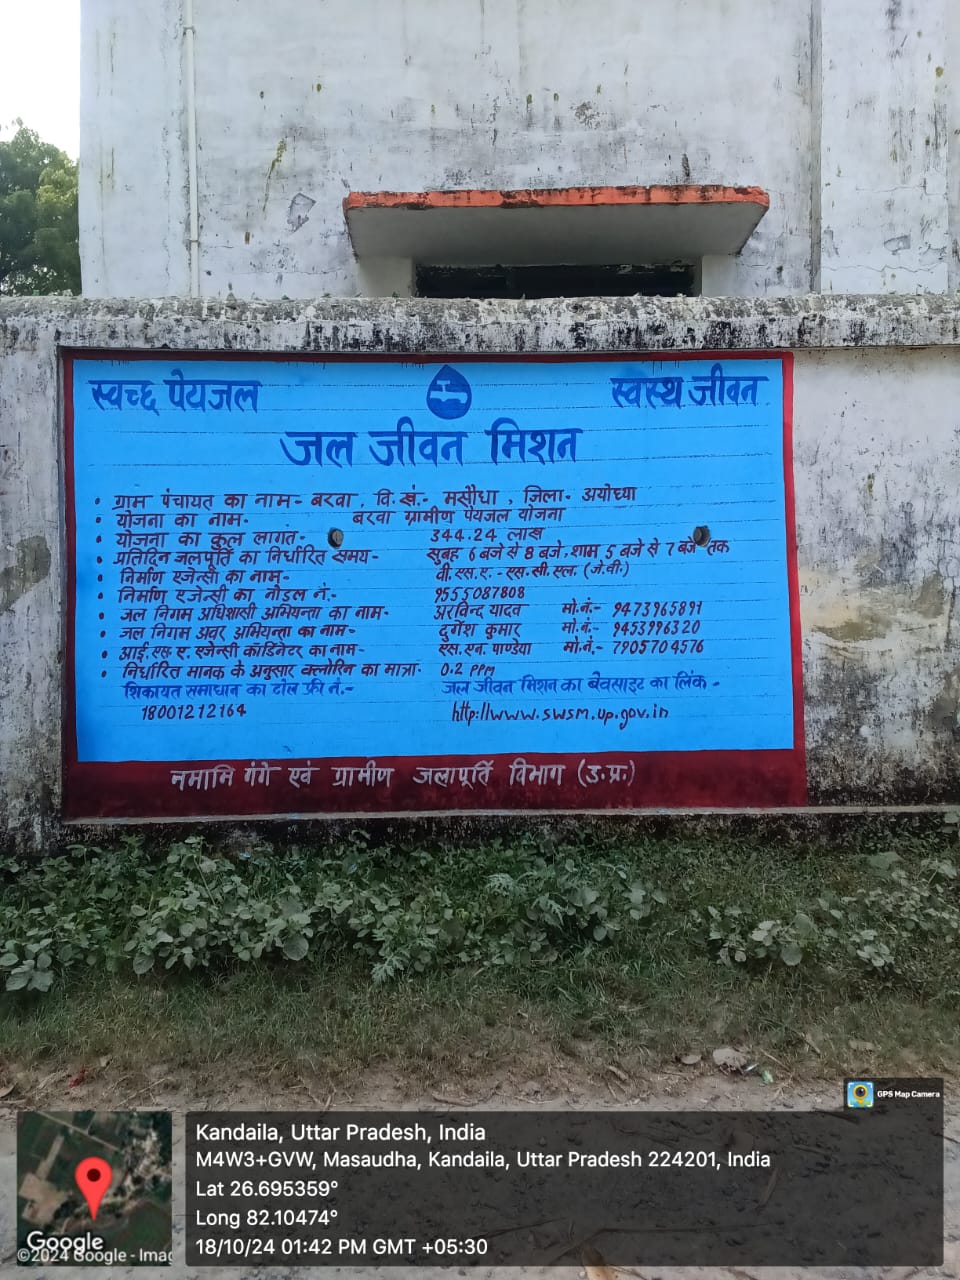 स्वच्छ पेयजल
स्वस्थ जीवन
जल जीवन मिशन
• ग्राम पंचायत का नाम- बरवा, वि.खं.- मसौधा, जिला- अयोध्या
• योजना का नाम- बरवा ग्रामीण पेयजल योजना
• योजना का कुल लागत- 344.24 लाख
• प्रतिदिन जलपूर्ति का निर्धारित समय- सुबह 6 बजे से 8 बजे, शाम 5 बजे से 7 बजे तक
• निर्माण एजेन्सी का नाम- वी.एस.ए.-एस.सी.एल. (जे.वी.)
• निर्माण एजेन्सी का नोडल नं.- 9555087808
• जल निगम अधिशासी अभियन्ता का नाम- अरविन्द यादव मो.नं.- 9473965891
• जल निगम अवर अभियन्ता का नाम- दुर्गेश कुमार मो.नं.- 9453996320
• आई.एस.ए. एजेन्सी कॉर्डिनेटर का नाम- एस.एन. पाण्डेया मो.नं.- 7905704576
• निर्धारित मानक के अनुसार क्लोरिन का मात्रा- 0.2 PPM
शिकायत समाधान का टोल फ्री नं.- जल जीवन मिशन का बेवसाइट का लिंक -
18001212164 http://www.swsm.up.gov.in
नमामि गंगे एवं ग्रामीण जलापूर्ति विभाग (उ.प्र.)
GPS Map Camera
Kandaila, Uttar Pradesh, India
M4W3+GVW, Masaudha, Kandaila, Uttar Pradesh 224201, India
Lat 26.695359°
Long 82.10474°
18/10/24 01:42 PM GMT +05:30
Google
©2024 Google - Imag